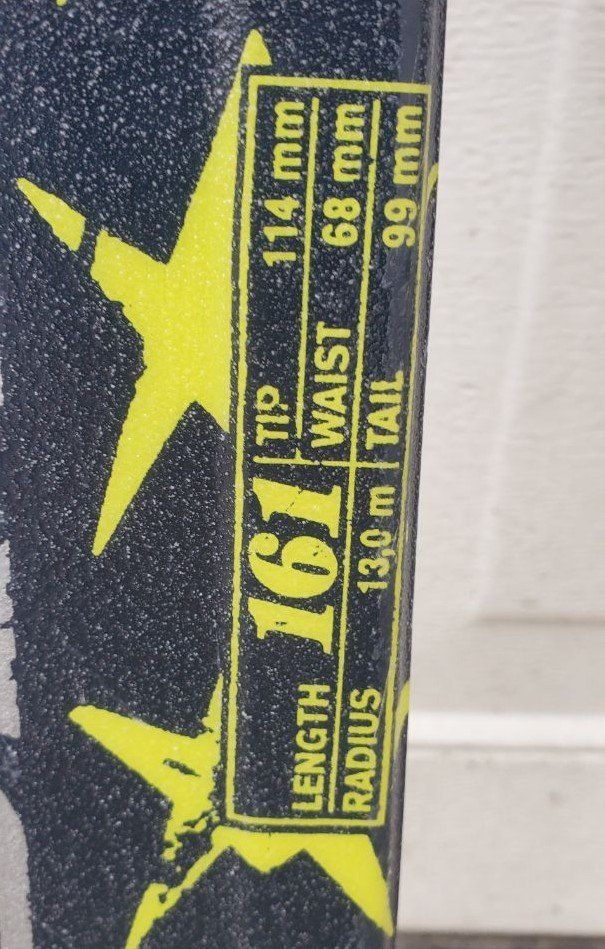 LENGTH 161
RADIUS 13,0 m
TIP 114 mm
WAIST 68 mm
TAIL 99 mm